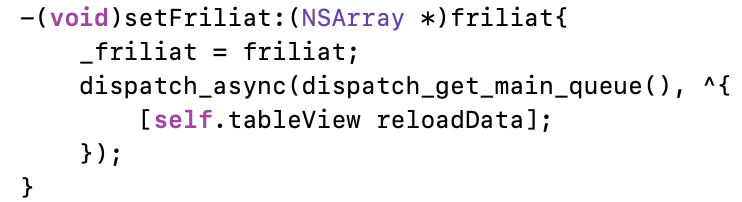 -(void)setFriliat:(NSArray *)friliat{
    _friliat = friliat;
    dispatch_async(dispatch_get_main_queue(), ^{
        [self.tableView reloadData];
    });
}